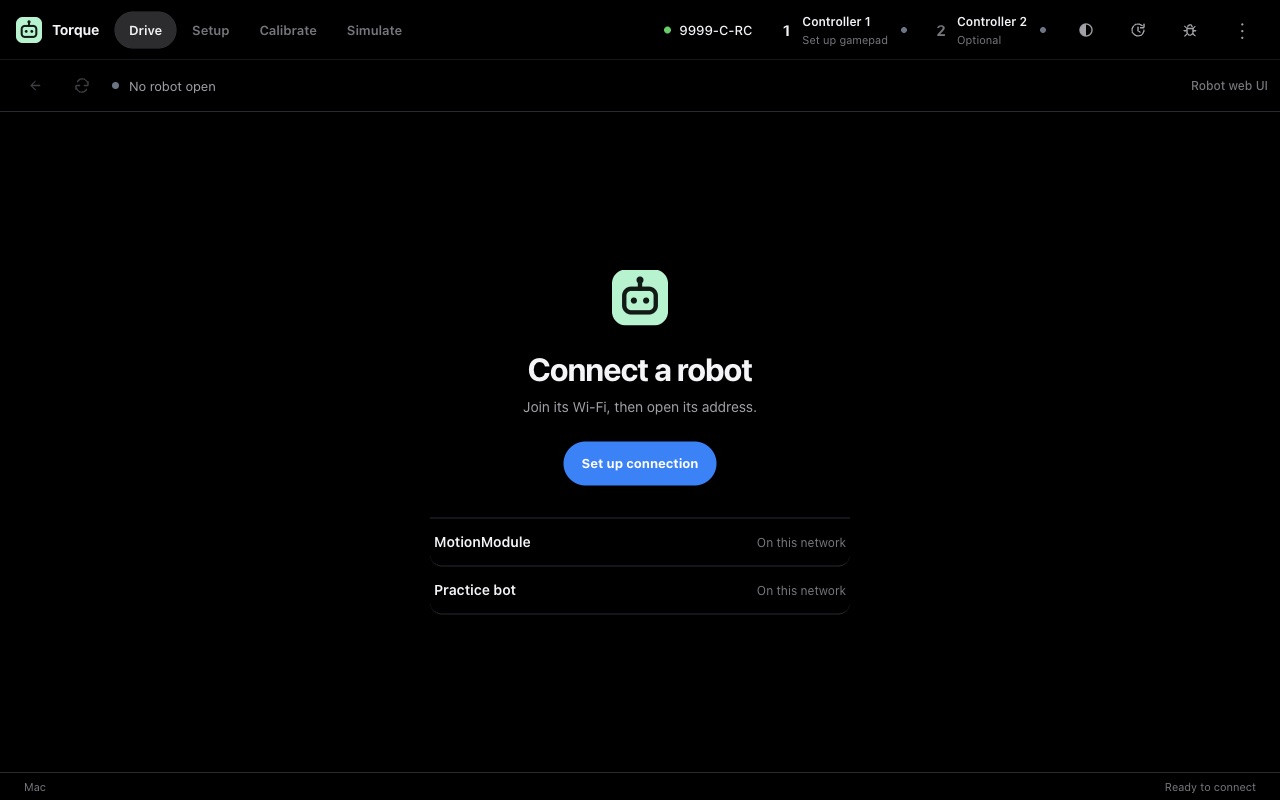 Torque
Drive
Setup
Calibrate
Simulate
9999-C-RC
1
Controller 1
Set up gamepad
2
Controller 2
Optional
No robot open
Robot web UI
Connect a robot
Join its Wi-Fi, then open its address.
Set up connection
MotionModule
On this network
Practice bot
On this network
Mac
Ready to connect